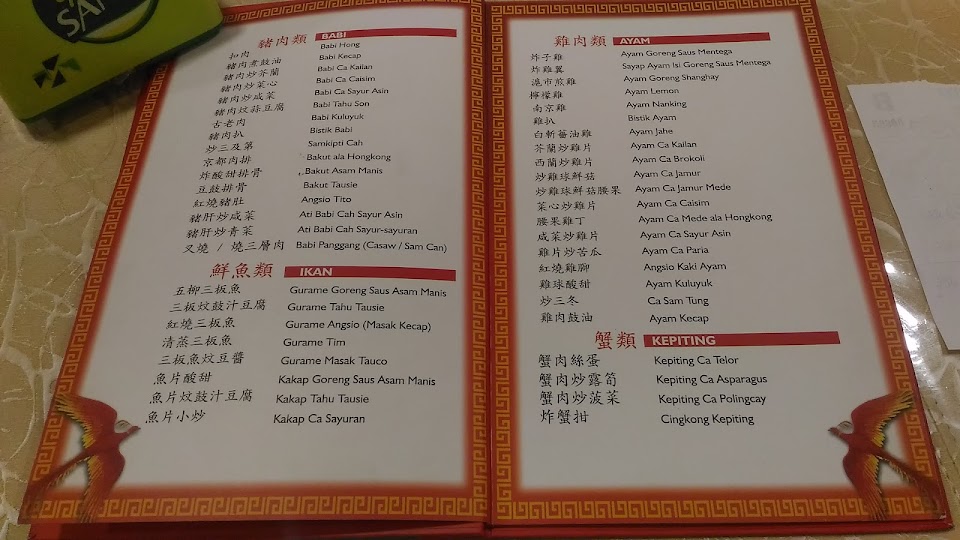 豬肉類 BABI
扣肉 Babi Hong
豬肉煮鼓油 Babi Kecap
豬肉炒芥蘭 Babi Ca Kailan
豬肉炒菜心 Babi Ca Caisim
豬肉炒咸菜 Babi Ca Sayur Asin
豬肉炆蒜豆腐 Babi Tahu Son
古老肉 Babi Kuluyuk
豬肉扒 Bistik Babi
炒三及第 Samkipti Cah
京都肉排 Bakut ala Hongkong
炸酸甜排骨 Bakut Asam Manis
豆鼓排骨 Bakut Tausie
紅燒豬肚 Angsio Tito
豬肝炒咸菜 Ati Babi Cah Sayur Asin
豬肝炒青菜 Ati Babi Cah Sayur-sayuran
叉燒 / 燒三層肉 Babi Panggang (Casaw / Sam Can)
鮮魚類 IKAN
五柳三板魚 Gurame Goreng Saus Asam Manis
三板魚炆鼓汁豆腐 Gurame Tahu Tausie
紅燒三板魚 Gurame Angsio (Masak Kecap)
清蒸三板魚 Gurame Tim
三板魚炆豆醬 Gurame Masak Tauco
魚片酸甜 Kakap Goreng Saus Asam Manis
魚片炆鼓汁豆腐 Kakap Tahu Tausie
魚片小炒 Kakap Ca Sayuran
雞肉類 AYAM
炸子雞 Ayam Goreng Saus Mentega
炸雞翼 Sayap Ayam Isi Goreng Saus Mentega
滬市煎雞 Ayam Goreng Shanghay
檸檬雞 Ayam Lemon
南京雞 Ayam Nanking
雞扒 Bistik Ayam
白斬薑油雞 Ayam Jahe
芥蘭炒雞片 Ayam Ca Kailan
西蘭炒雞片 Ayam Ca Brokoli
炒雞球鮮菇 Ayam Ca Jamur
炒雞球鮮菇腰果 Ayam Ca Jamur Mede
菜心炒雞片 Ayam Ca Caisim
腰果雞丁 Ayam Ca Mede ala Hongkong
咸菜炒雞片 Ayam Ca Sayur Asin
雞片炒苦瓜 Ayam Ca Paria
紅燒雞腳 Angsio Kaki Ayam
雞球酸甜 Ayam Kuluyuk
炒三冬 Ca Sam Tung
雞肉鼓油 Ayam Kecap
蟹類 KEPITING
蟹肉絲蛋 Kepiting Ca Telor
蟹肉炒露筍 Kepiting Ca Asparagus
蟹肉炒菠菜 Kepiting Ca Polingcay
炸蟹拑 Cingkong Kepiting